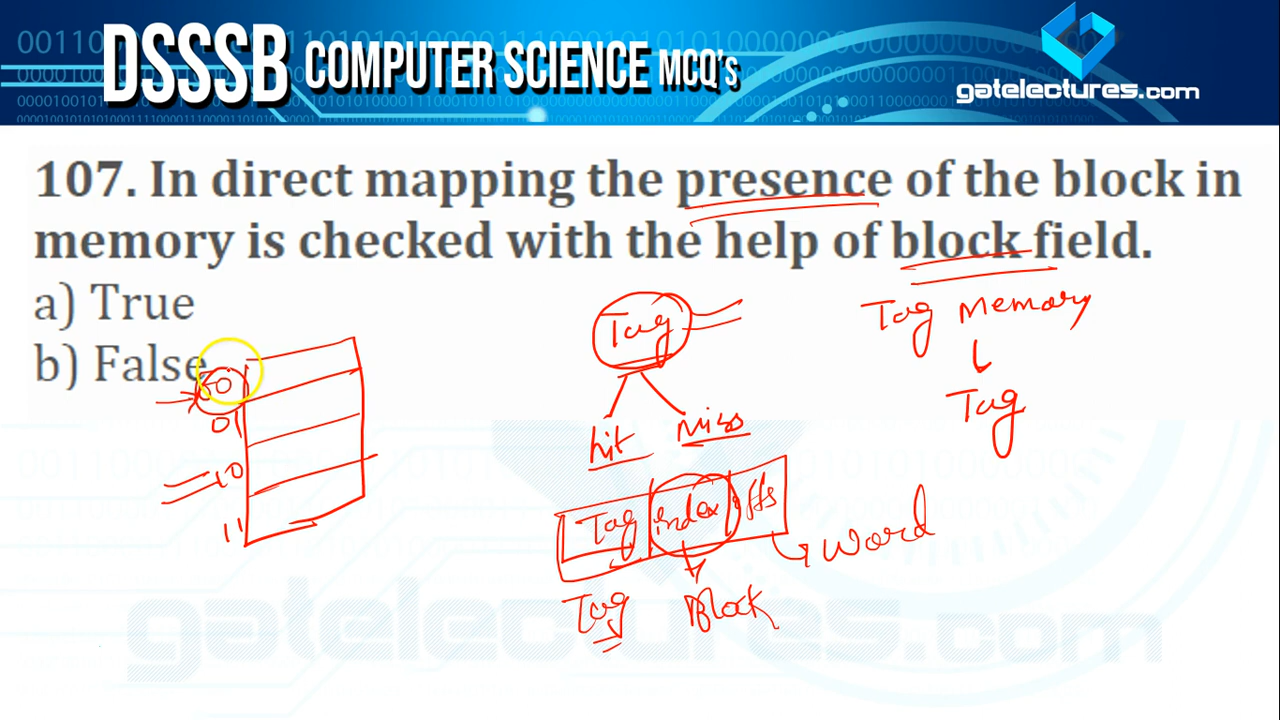 DSSSB COMPUTER SCIENCE MCQ's
gatelectures.com
107. In direct mapping the presence of the block in
memory is checked with the help of block field.
a) True
b) False
Tag
hit miss
Tag Memory
Tag
00
01
10
11
Tag index offs
Word
Tag Block
gatelectures.com